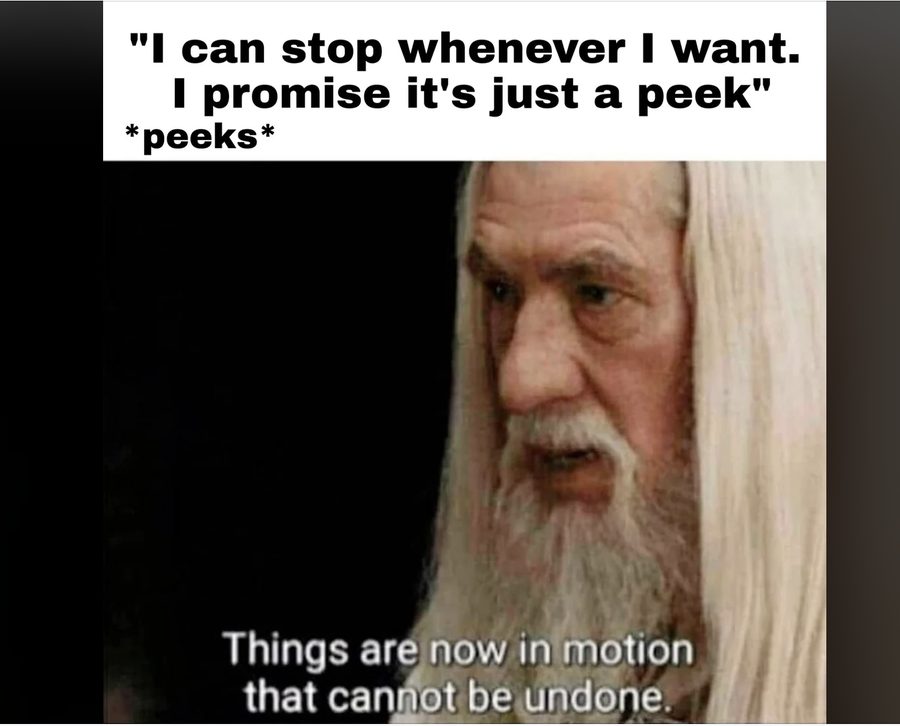 "I can stop whenever I want.
I promise it's just a peek"
*peeks*
Things are now in motion
that cannot be undone.